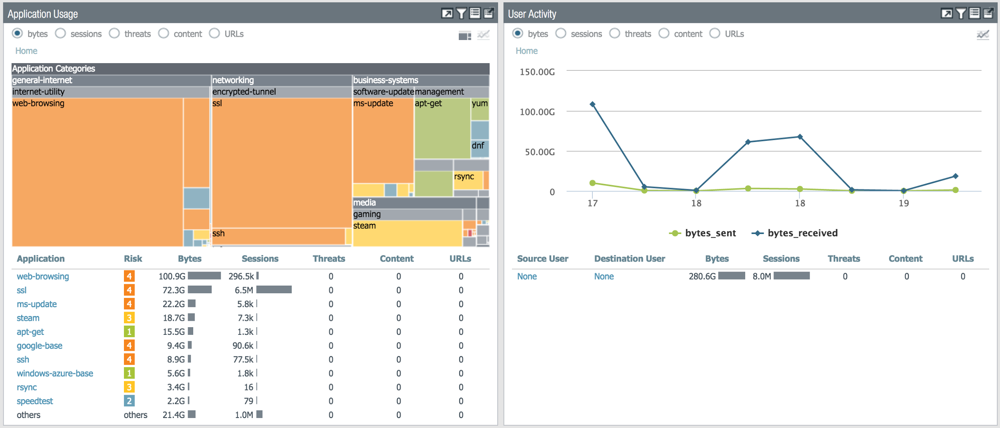 Application Usage
bytes sessions threats content URLs
Home
Application Categories
general-internet networking business-systems
internet-utility encrypted-tunnel software-update management
web-browsing ssl ms-update apt-get yum
dnf
rsync
media
gaming
steam
ssh
Application Risk Bytes Sessions Threats Content URLs
web-browsing 4 100.9G 296.5k 0 0 0
ssl 4 72.3G 6.5M 0 0 0
ms-update 4 22.2G 5.8k 0 0 0
steam 3 18.7G 7.3k 0 0 0
apt-get 1 15.5G 1.3k 0 0 0
google-base 4 9.4G 90.6k 0 0 0
ssh 4 8.9G 77.5k 0 0 0
windows-azure-base 1 5.6G 1.8k 0 0 0
rsync 3 3.4G 16 0 0 0
speedtest 2 2.2G 79 0 0 0
others others 21.4G 1.0M 0 0 0
User Activity
bytes sessions threats content URLs
Home
150.00G
100.00G
50.00G
0
17 18 18 19
bytes_sent bytes_received
Source User Destination User Bytes Sessions Threats Content URLs
None None 280.6G 8.0M 0 0 0